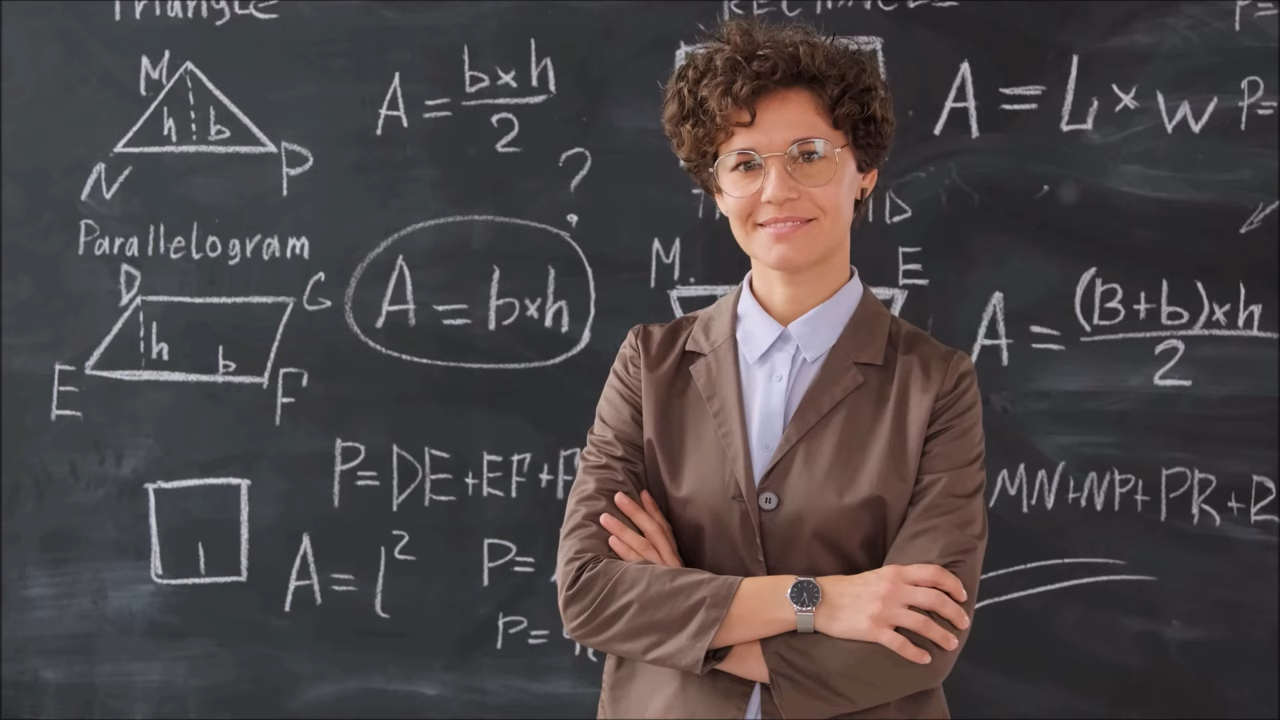 Triangle
M
h b
N P
A = b×h
2
?
A = L × W
P=
Parallelogram
D G
h
b
E F
A = b×h
M E
A = (B+b)×h
2
P=DE+EF+F
MN+NP+PR+R
A=l²
P=
P=